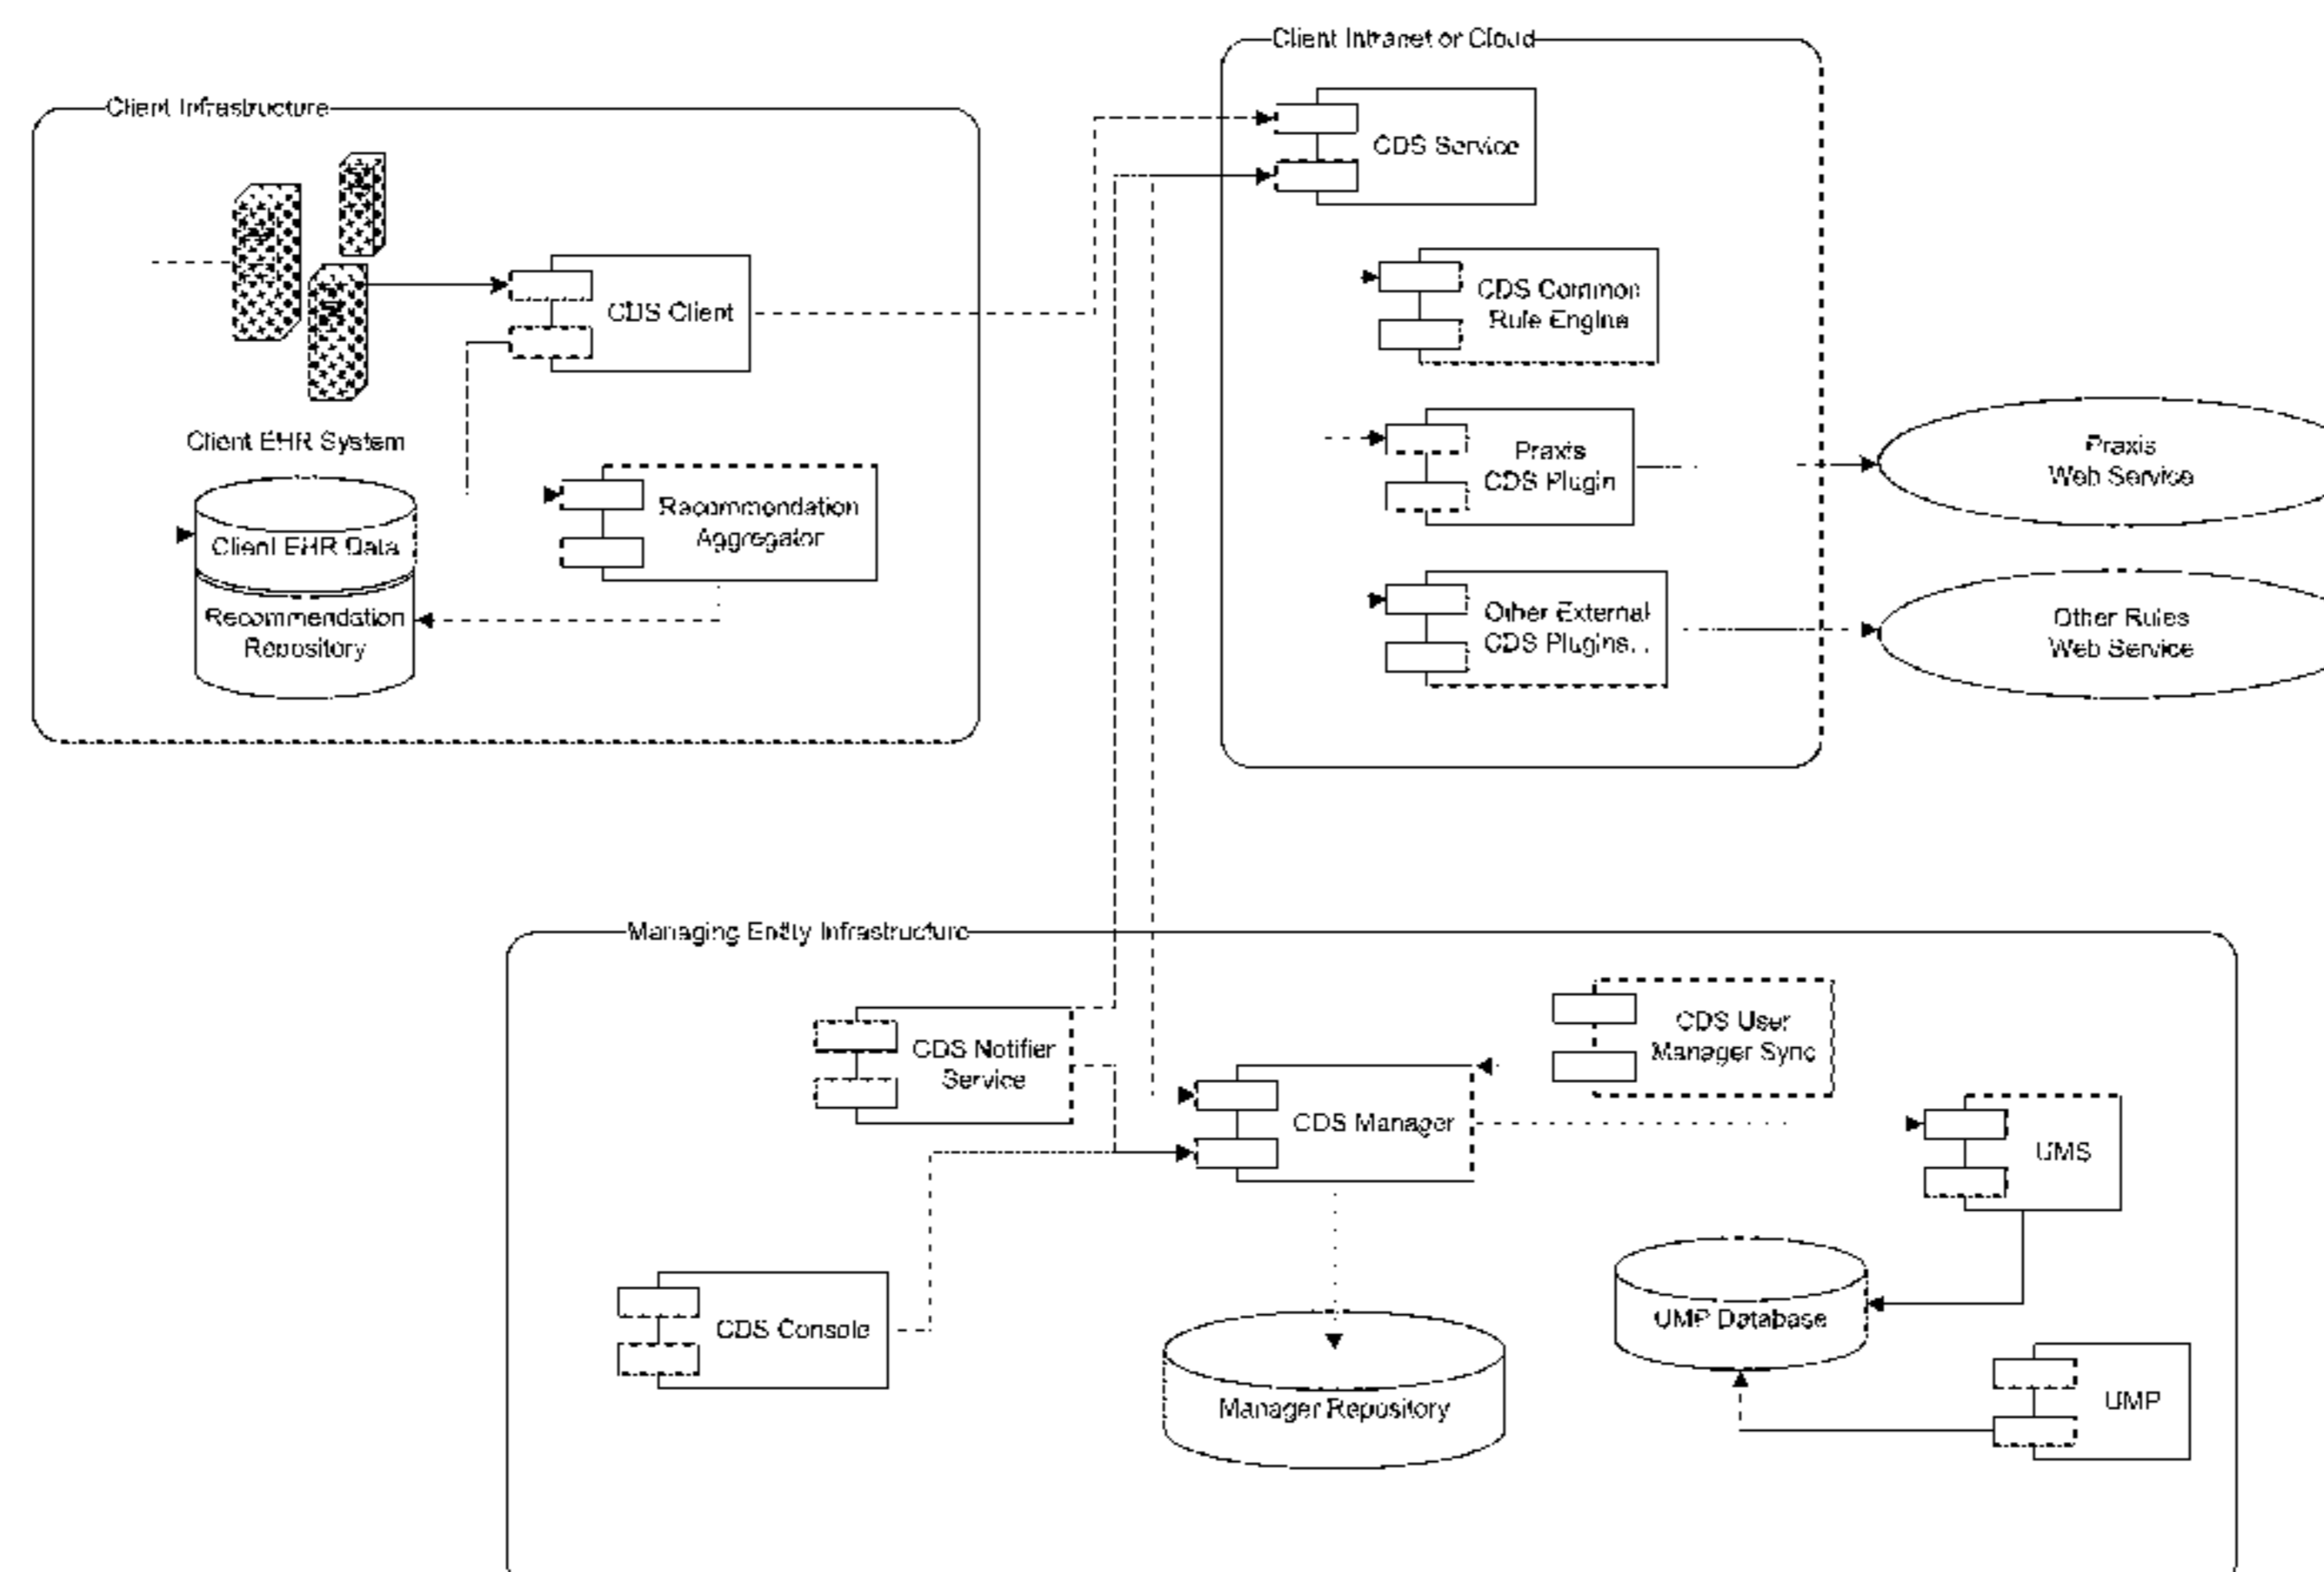 Client Intranet or Cloud
Client Infrastructure
CDS Service
CDS Client
CDS Common
Rule Engine
Client EHR System
Praxis
CDS Plugin
Praxis
Web Service
Client EHR Data
Recommendation
Aggregator
Recommendation
Repository
Other External
CDS Plugins...
Other Rules
Web Service
Managing Entity Infrastructure
CDS Notifier
Service
CDS User
Manager Sync
CDS Manager
UMS
CDS Console
UMP Database
Manager Repository
UMP